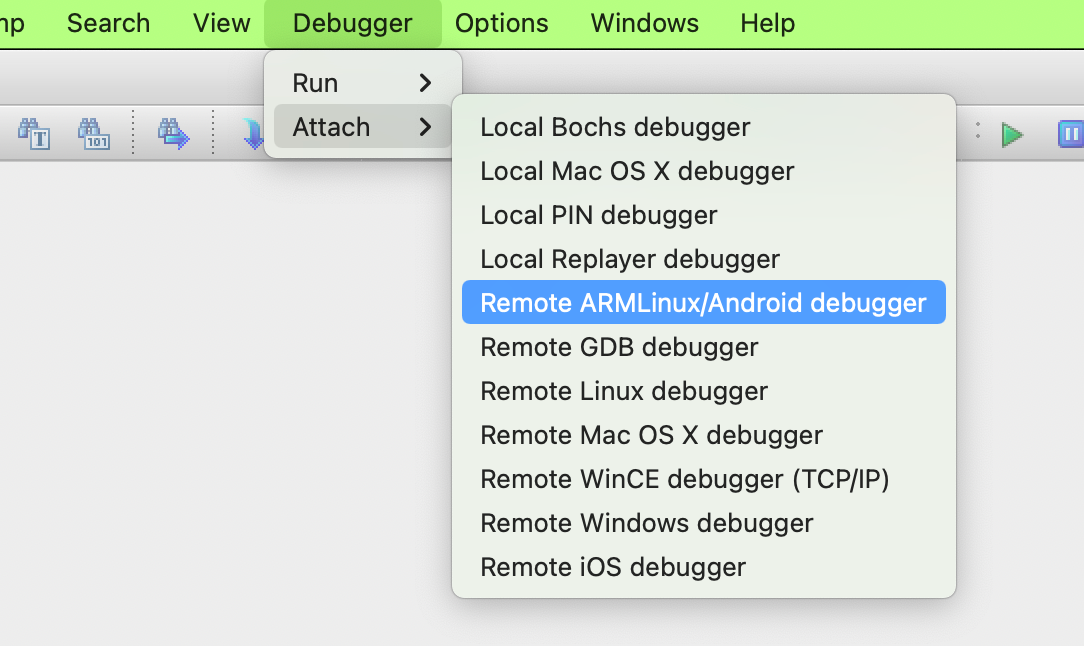 Search View Debugger Options Windows Help
Run
Attach
T
101
Local Bochs debugger
Local Mac OS X debugger
Local PIN debugger
Local Replayer debugger
Remote ARMLinux/Android debugger
Remote GDB debugger
Remote Linux debugger
Remote Mac OS X debugger
Remote WinCE debugger (TCP/IP)
Remote Windows debugger
Remote iOS debugger